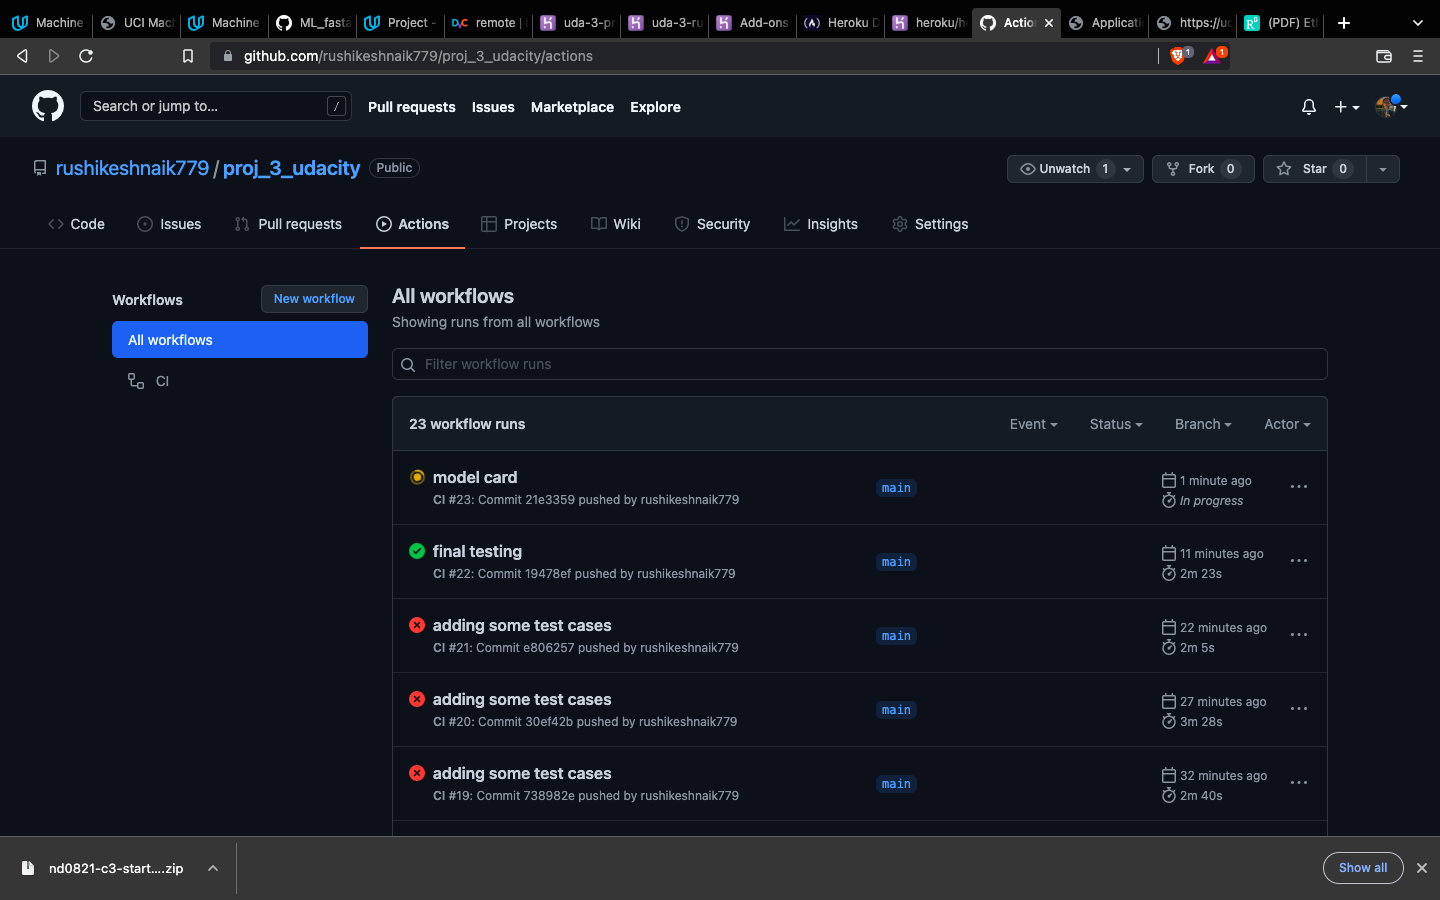 Machine
UCI Mach
Machine
ML_fasta
Project -
DVC remote |
uda-3-pr
uda-3-ru
Add-ons
Heroku D
heroku/he
Actio
Applicati
https://ud
(PDF) Eth
github.com/rushikeshnaik779/proj_3_udacity/actions
1
1
Search or jump to... /
Pull requests Issues Marketplace Explore
rushikeshnaik779 / proj_3_udacity Public
Unwatch 1 Fork 0 Star 0
Code Issues Pull requests Actions Projects Wiki Security Insights Settings
Workflows
New workflow
All workflows
CI
All workflows
Showing runs from all workflows
Filter workflow runs
23 workflow runs Event Status Branch Actor
model card
CI #23: Commit 21e3359 pushed by rushikeshnaik779
main
1 minute ago
In progress
final testing
CI #22: Commit 19478ef pushed by rushikeshnaik779
main
11 minutes ago
2m 23s
adding some test cases
CI #21: Commit e806257 pushed by rushikeshnaik779
main
22 minutes ago
2m 5s
adding some test cases
CI #20: Commit 30ef42b pushed by rushikeshnaik779
main
27 minutes ago
3m 28s
adding some test cases
CI #19: Commit 738982e pushed by rushikeshnaik779
main
32 minutes ago
2m 40s
nd0821-c3-start....zip
Show all